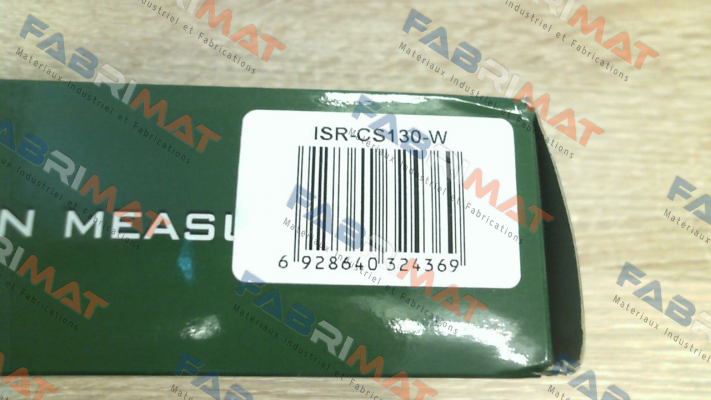 ISR-CS130-W
6 928640 324369
N MEASU
FABRIMAT
Matériaux Industriel et Fabrications